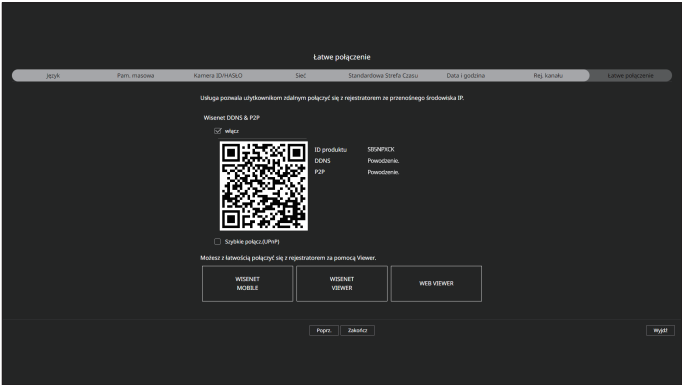 Łatwe połączenie
Język Pam. masowa Kamera ID/HASŁO Sieć Standardowa Strefa Czasu Data i godzina Rej. kanału Łatwe połączenie
Usługa pozwala użytkownikom zdalnym połączyć się z rejestratorem ze przenośnego środowiska IP.
Wisenet DDNS & P2P
włącz
ID produktu SEGNPXCK
DDNS Powodzenie.
P2P Powodzenie.
Szybkie połącz.(UPnP)
Możesz z łatwością połączyć się z rejestratorem za pomocą Viewer.
WISENET
MOBILE
WISENET
VIEWER
WEB VIEWER
Poprz. Zakończ
Wyjdź